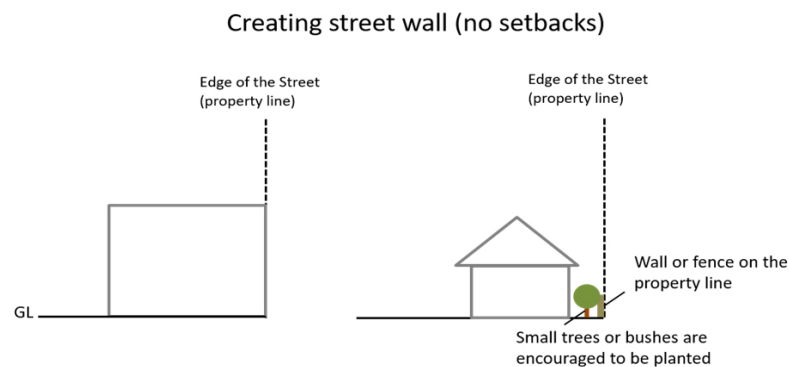 Creating street wall (no setbacks)
Edge of the Street
(property line)
Edge of the Street
(property line)
Wall or fence on the
property line
GL
Small trees or bushes are
encouraged to be planted